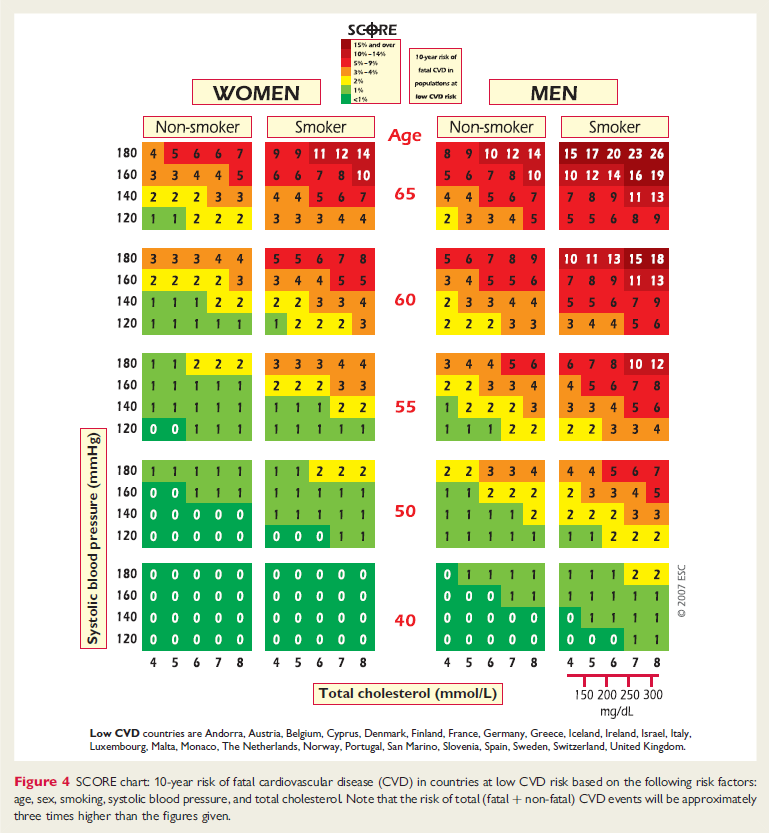 SCORE
15% and over
10%–14%
5%–9%
3%–4%
2%
1%
<1%
10-year risk of
fatal CVD in
populations at
low CVD risk
WOMEN
MEN
Non-smoker Smoker Age Non-smoker Smoker
180 4 5 6 6 7 9 9 11 12 14 8 9 10 12 14 15 17 20 23 26
160 3 3 4 4 5 6 6 7 8 10 5 6 7 8 10 10 12 14 16 19
65
140 2 2 2 3 3 4 4 5 6 7 4 4 5 6 7 7 8 9 11 13
120 1 1 2 2 2 3 3 3 4 4 2 3 3 4 5 5 5 6 8 9
180 3 3 3 4 4 5 5 6 7 8 5 6 7 8 9 10 11 13 15 18
160 2 2 2 2 3 3 4 4 5 5 3 4 5 5 6 7 8 9 11 13
60
140 1 1 1 2 2 2 2 3 3 4 2 3 3 4 4 5 5 6 7 9
120 1 1 1 1 1 1 2 2 2 3 2 2 2 3 3 3 4 4 5 6
180 1 1 2 2 2 3 3 3 4 4 3 4 4 5 6 6 7 8 10 12
160 1 1 1 1 1 2 2 2 3 3 2 2 3 3 4 4 5 6 7 8
55
140 1 1 1 1 1 1 1 1 2 2 1 2 2 2 3 3 3 4 5 6
120 0 0 1 1 1 1 1 1 1 1 1 1 1 2 2 2 2 3 3 4
180 1 1 1 1 1 1 1 2 2 2 2 2 3 3 4 4 4 5 6 7
160 0 0 1 1 1 1 1 1 1 1 1 1 2 2 2 2 3 3 4 5
50
140 0 0 0 0 0 1 1 1 1 1 1 1 1 1 2 2 2 2 3 3
120 0 0 0 0 0 0 0 0 1 1 1 1 1 1 1 1 1 2 2 2
180 0 0 0 0 0 0 0 0 0 0 0 1 1 1 1 1 1 1 2 2
160 0 0 0 0 0 0 0 0 0 0 0 0 0 1 1 1 1 1 1 1
40
140 0 0 0 0 0 0 0 0 0 0 0 0 0 0 0 0 1 1 1 1
120 0 0 0 0 0 0 0 0 0 0 0 0 0 0 0 0 0 0 1 1
4 5 6 7 8 4 5 6 7 8 4 5 6 7 8 4 5 6 7 8
Systolic blood pressure (mmHg)
© 2007 ESC
Total cholesterol (mmol/L)
150 200 250 300
mg/dL
Low CVD countries are Andorra, Austria, Belgium, Cyprus, Denmark, Finland, France, Germany, Greece, Iceland, Ireland, Israel, Italy,
Luxembourg, Malta, Monaco, The Netherlands, Norway, Portugal, San Marino, Slovenia, Spain, Sweden, Switzerland, United Kingdom.
Figure 4 SCORE chart: 10-year risk of fatal cardiovascular disease (CVD) in countries at low CVD risk based on the following risk factors:
age, sex, smoking, systolic blood pressure, and total cholesterol. Note that the risk of total (fatal + non-fatal) CVD events will be approximately
three times higher than the figures given.